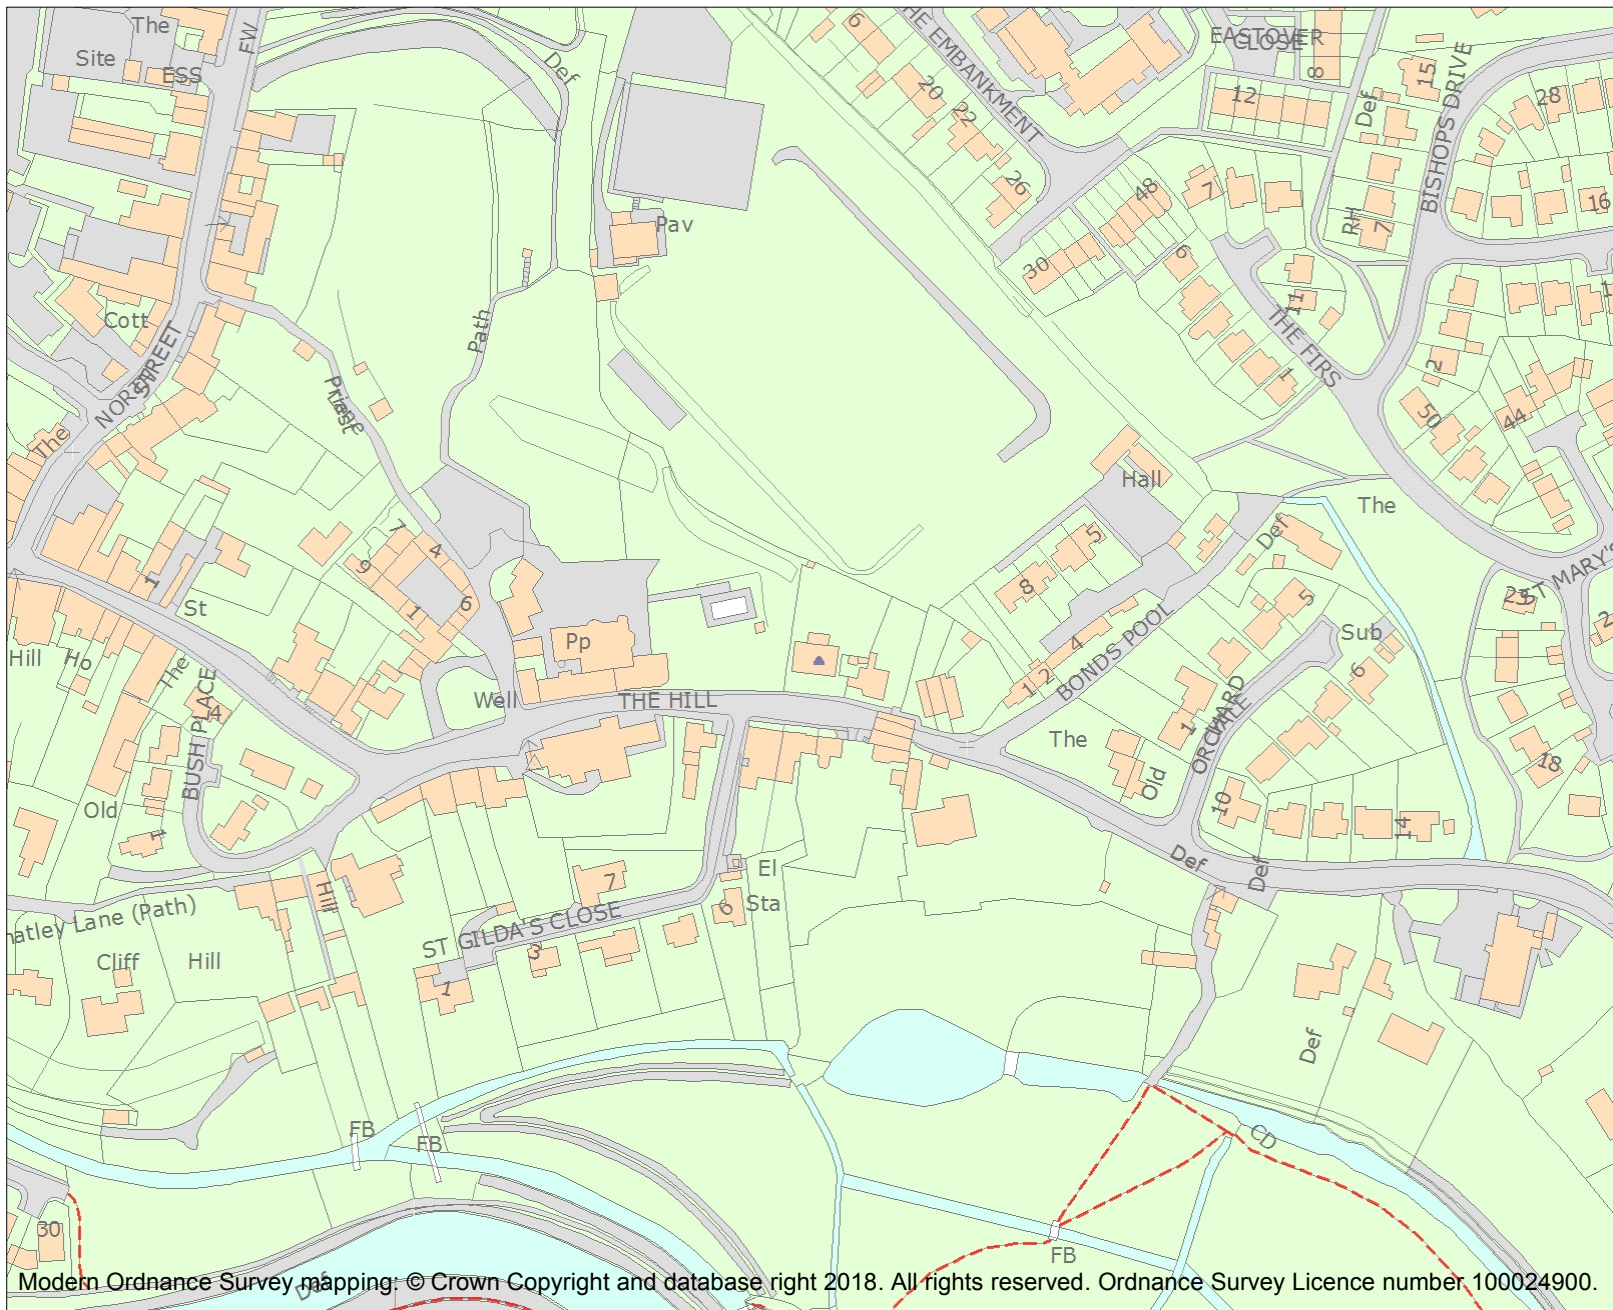 The
Site
ESS
FW
Def
6
THE EMBANKMENT
20
22
26
EASTOVER
CLOSE
8
12
Def
15
BISHOPS DRIVE
28
16
RH
7
48
7
30
6
11
THE FIRS
1
2
50
44
Pav
Path
Cott
NORTH
STREET
The
Priest
Lane
Hall
The
Def
5
8
4
1 2
BONDS POOL
5
Sub
6
ST MARY'S
23
18
7
4
9
1
6
1
St
Hill
Ho
The
14
BUSH PLACE
Well
Pp
THE HILL
The
1
ORCHARD
VALE
Old
10
14
Old
1
Def
Def
El
Sta
6
7
ST GILDA'S CLOSE
3
1
Hill
natley Lane (Path)
Cliff
Hill
Def
CD
FB
FB
FB
30
Def
Modern Ordnance Survey mapping: © Crown Copyright and database right 2018. All rights reserved. Ordnance Survey Licence number 100024900.